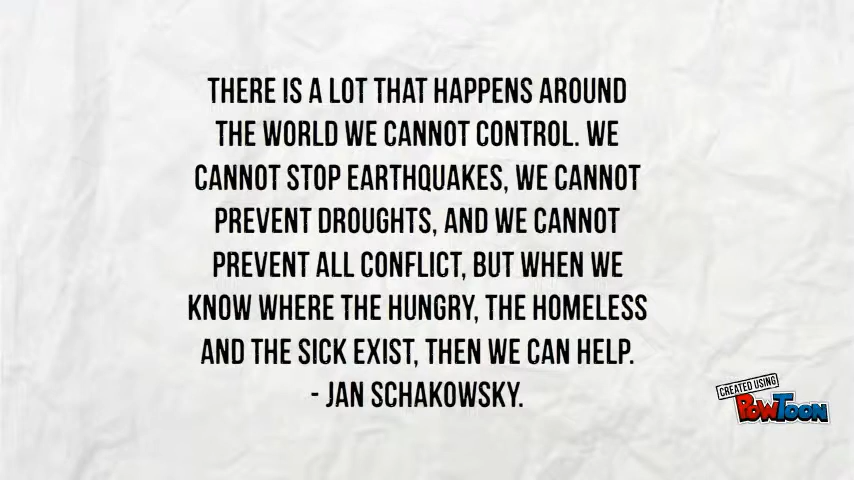 THERE IS A LOT THAT HAPPENS AROUND
THE WORLD WE CANNOT CONTROL. WE
CANNOT STOP EARTHQUAKES, WE CANNOT
PREVENT DROUGHTS, AND WE CANNOT
PREVENT ALL CONFLICT, BUT WHEN WE
KNOW WHERE THE HUNGRY, THE HOMELESS
AND THE SICK EXIST, THEN WE CAN HELP.
- JAN SCHAKOWSKY.
CREATED USING
POWTOON